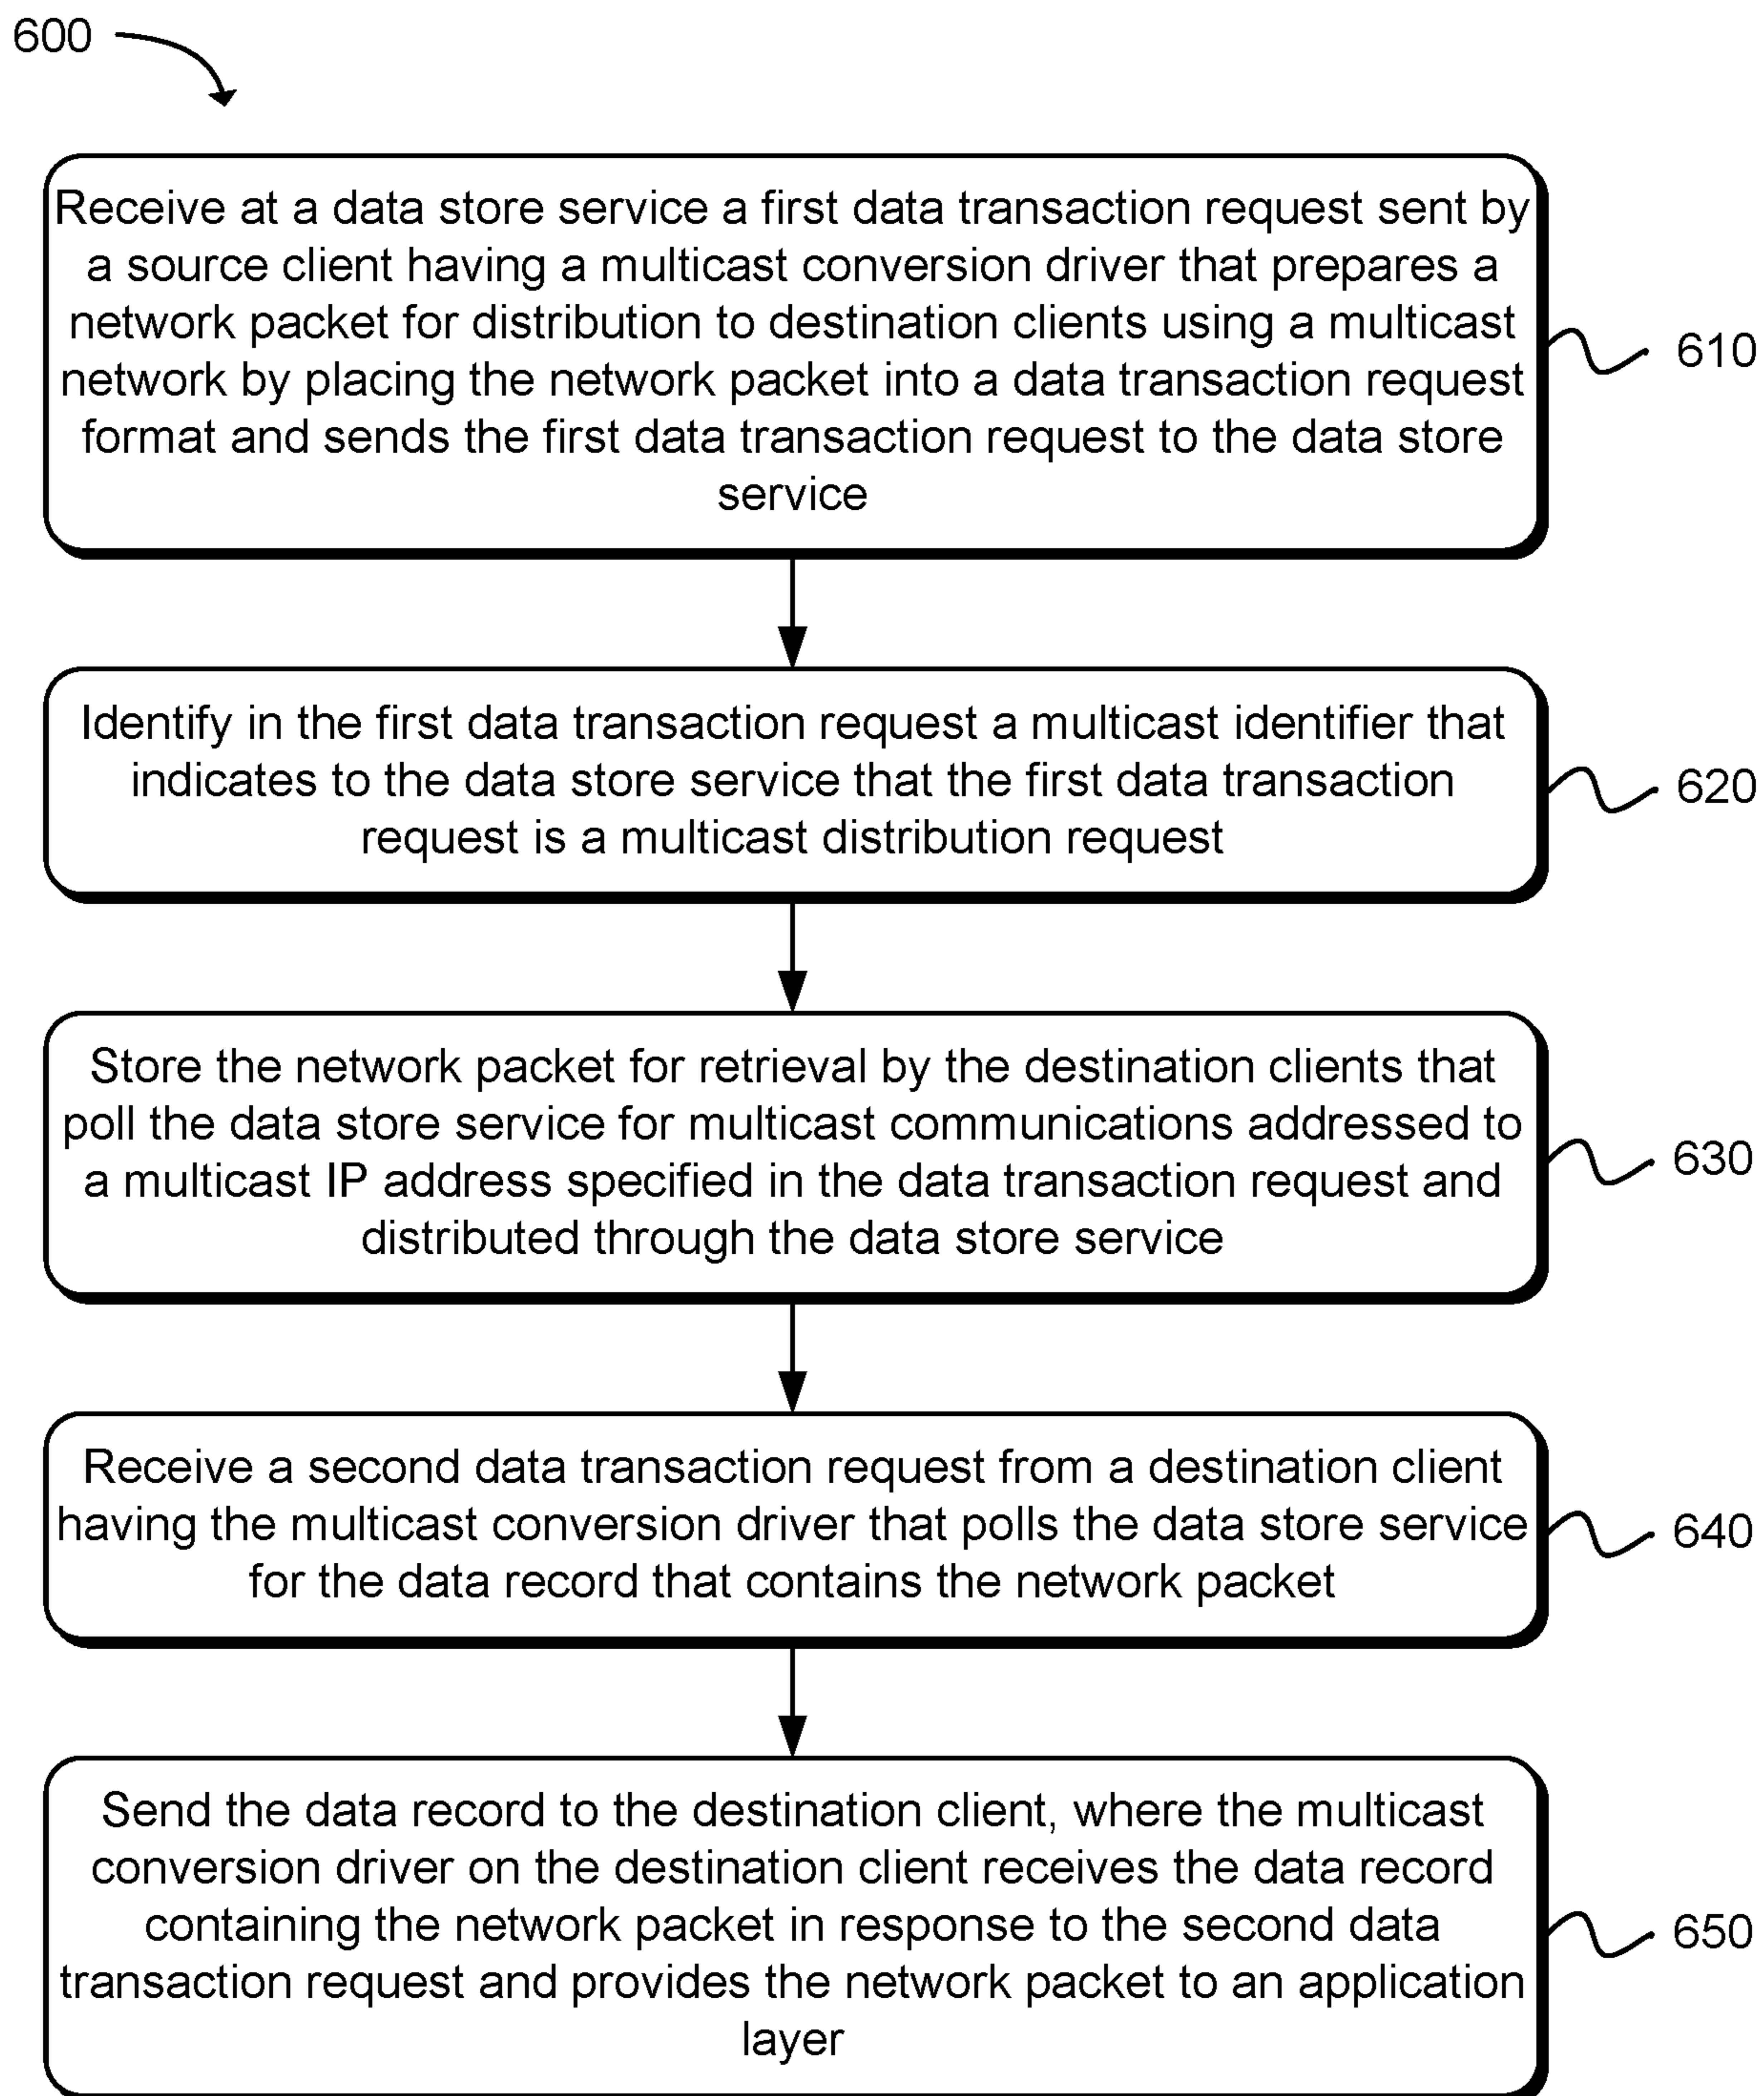 600
Receive at a data store service a first data transaction request sent by
a source client having a multicast conversion driver that prepares a
network packet for distribution to destination clients using a multicast
network by placing the network packet into a data transaction request
format and sends the first data transaction request to the data store
service
610
Identify in the first data transaction request a multicast identifier that
indicates to the data store service that the first data transaction
request is a multicast distribution request
620
Store the network packet for retrieval by the destination clients that
poll the data store service for multicast communications addressed to
a multicast IP address specified in the data transaction request and
distributed through the data store service
630
Receive a second data transaction request from a destination client
having the multicast conversion driver that polls the data store service
for the data record that contains the network packet
640
Send the data record to the destination client, where the multicast
conversion driver on the destination client receives the data record
containing the network packet in response to the second data
transaction request and provides the network packet to an application
layer
650